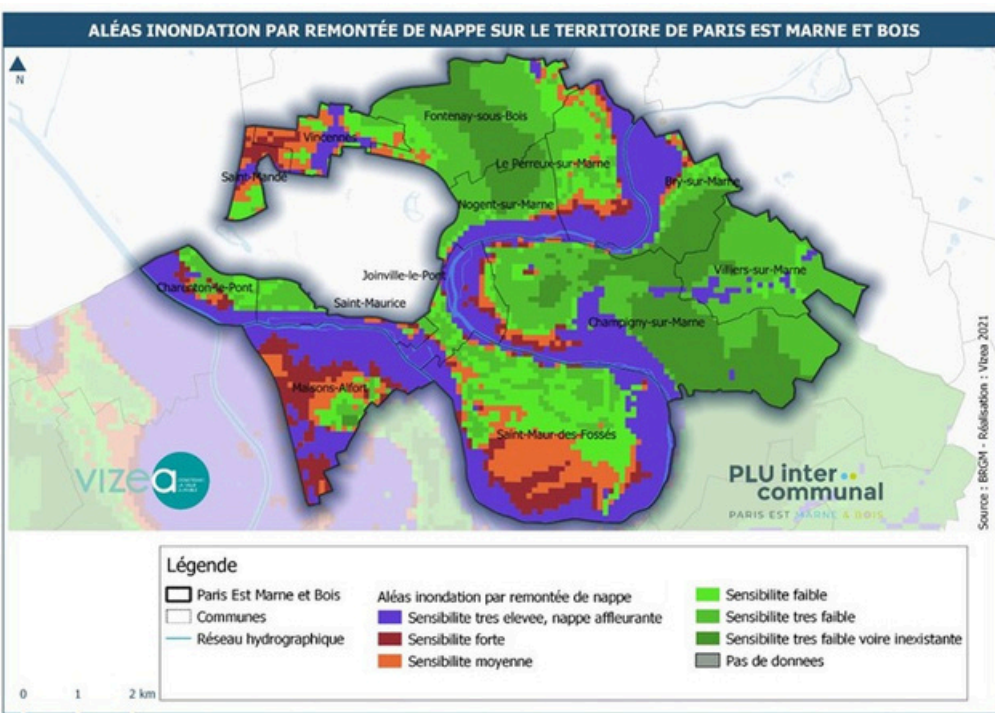 ALÉAS INONDATION PAR REMONTÉE DE NAPPE SUR LE TERRITOIRE DE PARIS EST MARNE ET BOIS
N
Fontenay-sous-Bois
Vincennes
Le Perreux-sur-Marne
Saint-Mandé
Bry-sur-Marne
Nogent-sur-Marne
Joinville-le-Pont
Villiers-sur-Marne
Charenton-le-Pont
Saint-Maurice
Champigny-sur-Marne
Maisons-Alfort
Saint-Maur-des-Fossés
vizea
PLU inter
communal
PARIS EST MARNE & BOIS
Source : BRGM - Réalisation : Vizea 2021
Légende
Paris Est Marne et Bois
Communes
Réseau hydrographique
Aléas inondation par remontée de nappe
Sensibilite tres elevee, nappe affleurante
Sensibilite forte
Sensibilite moyenne
Sensibilite faible
Sensibilite tres faible
Sensibilite tres faible voire inexistante
Pas de donnees
0 1 2 km